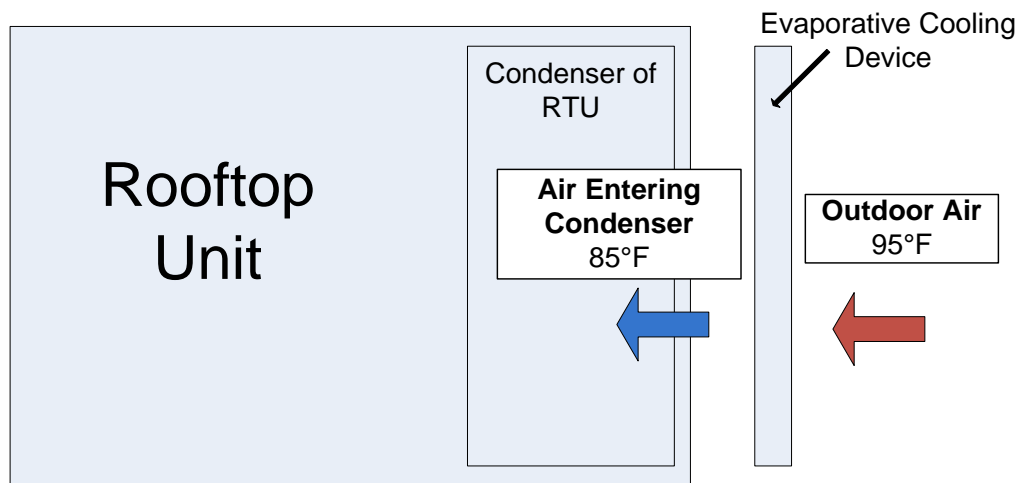 Evaporative Cooling
Device
Condenser of
RTU
Rooftop
Unit
Air Entering
Condenser
85°F
Outdoor Air
95°F